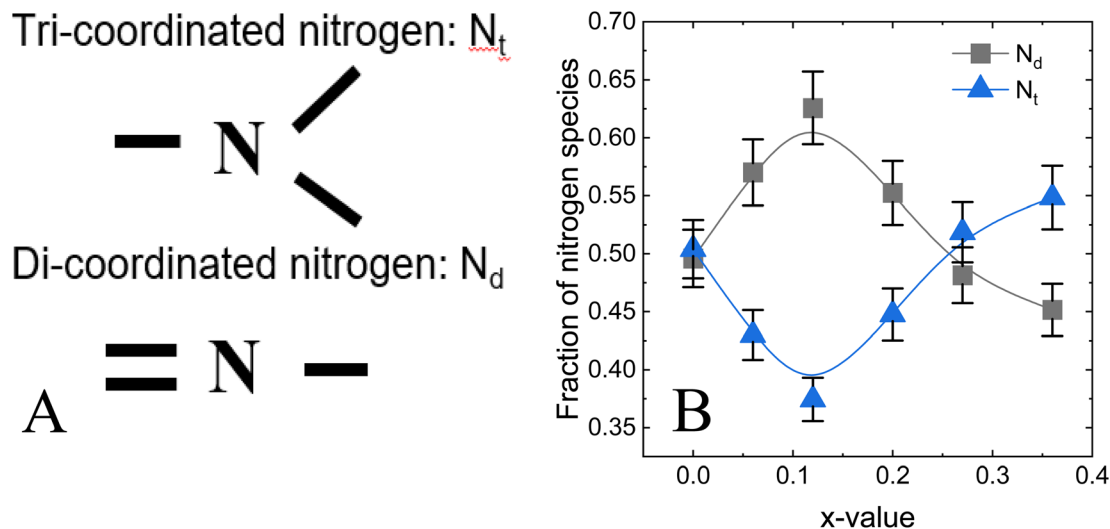 Tri-coordinated nitrogen: Nt
N
Di-coordinated nitrogen: Nd
N
A
0.70
0.65
0.60
0.55
0.50
0.45
0.40
0.35
Fraction of nitrogen species
Nd
Nt
B
0.0 0.1 0.2 0.3 0.4
x-value